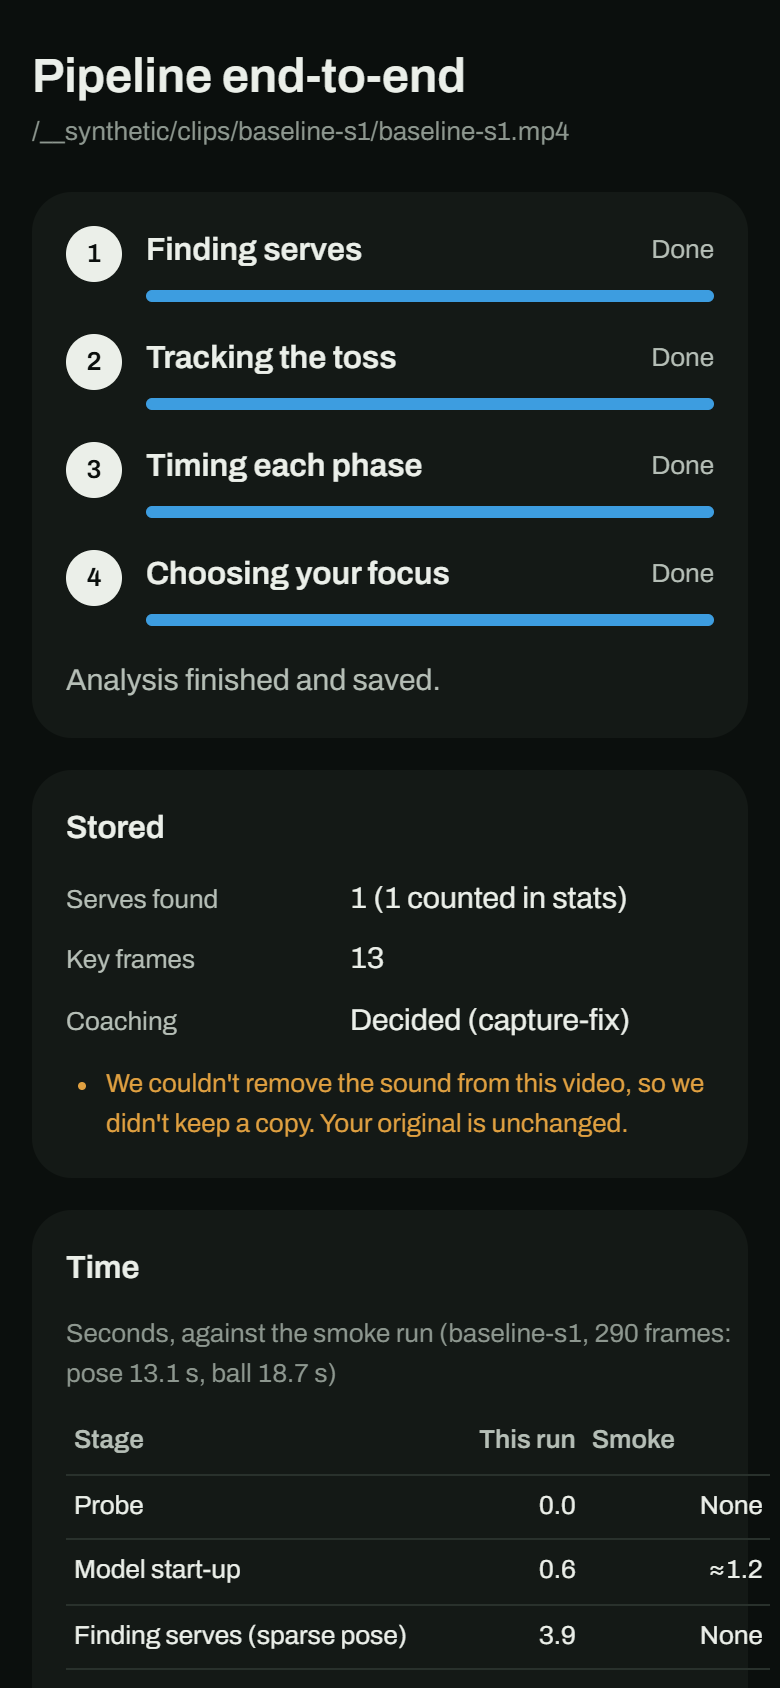 Pipeline end-to-end
/__synthetic/clips/baseline-s1/baseline-s1.mp4
1 Finding serves Done
2 Tracking the toss Done
3 Timing each phase Done
4 Choosing your focus Done
Analysis finished and saved.
Stored
Serves found 1 (1 counted in stats)
Key frames 13
Coaching Decided (capture-fix)
• We couldn't remove the sound from this video, so we
didn't keep a copy. Your original is unchanged.
Time
Seconds, against the smoke run (baseline-s1, 290 frames:
pose 13.1 s, ball 18.7 s)
Stage This run Smoke
Probe 0.0 None
Model start-up 0.6 ≈1.2
Finding serves (sparse pose) 3.9 None